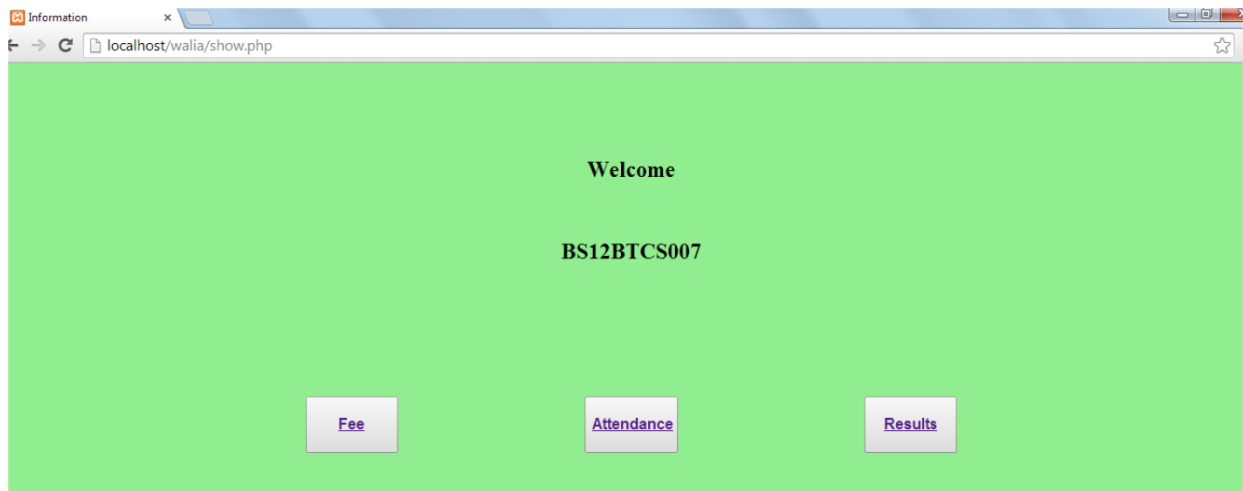 Information
localhost/walia/show.php
Welcome
BS12BTCS007
Fee Attendance Results